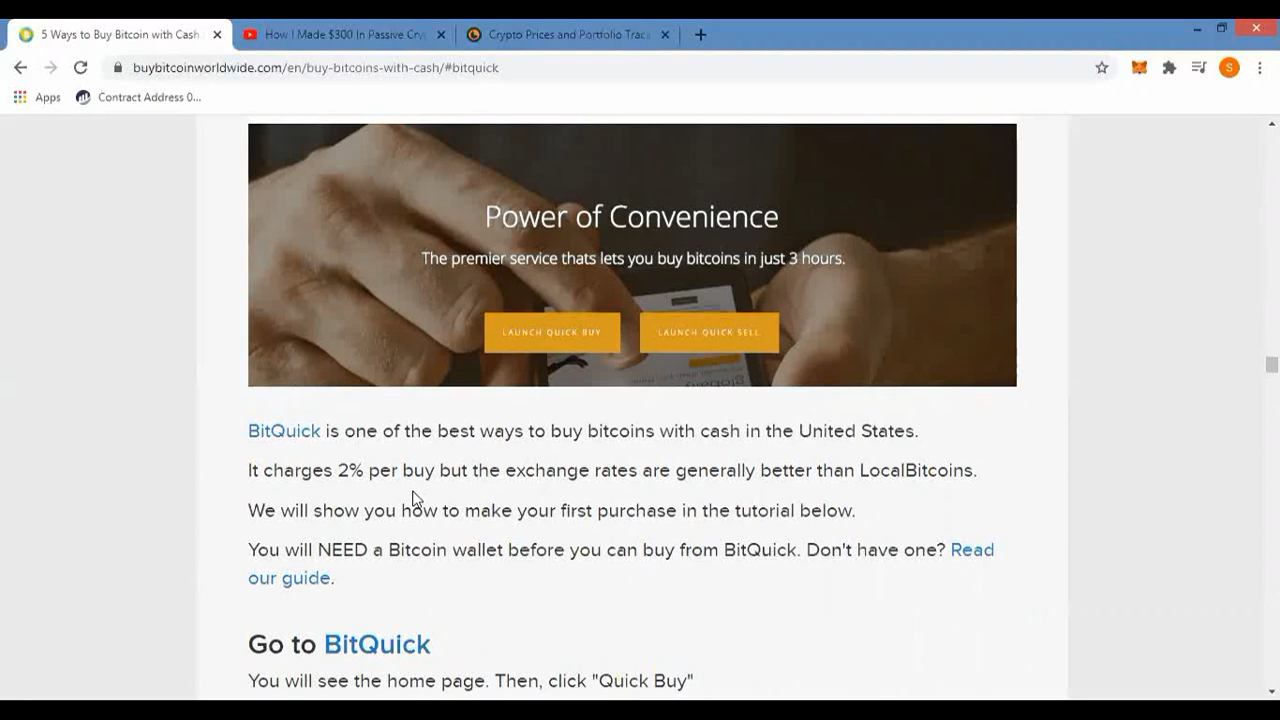 5 Ways to Buy Bitcoin with Cash
How I Made $300 In Passive Cry
Crypto Prices and Portfolio Trac
buybitcoinworldwide.com/en/buy-bitcoins-with-cash/#bitquick
S
Apps
Contract Address 0...
Power of Convenience
The premier service thats lets you buy bitcoins in just 3 hours.
LAUNCH QUICK BUY
LAUNCH QUICK SELL
BitQuick is one of the best ways to buy bitcoins with cash in the United States.
It charges 2% per buy but the exchange rates are generally better than LocalBitcoins.
We will show you how to make your first purchase in the tutorial below.
You will NEED a Bitcoin wallet before you can buy from BitQuick. Don't have one? Read
our guide.
Go to BitQuick
You will see the home page. Then, click "Quick Buy"